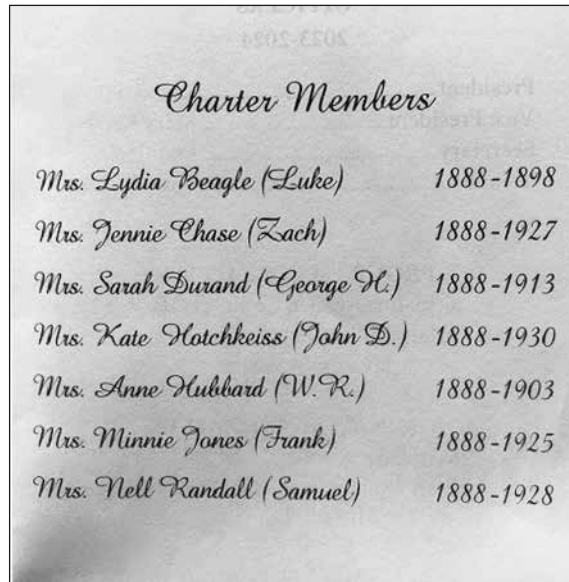 Charter Members
Mrs. Lydia Beagle (Luke) 1888-1898
Mrs. Jennie Chase (Zach) 1888-1927
Mrs. Sarah Durand (George H.) 1888-1913
Mrs. Kate Hotchkeiss (John D.) 1888-1930
Mrs. Anne Hubbard (W.R.) 1888-1903
Mrs. Minnie Jones (Frank) 1888-1925
Mrs. Nell Randall (Samuel) 1888-1928